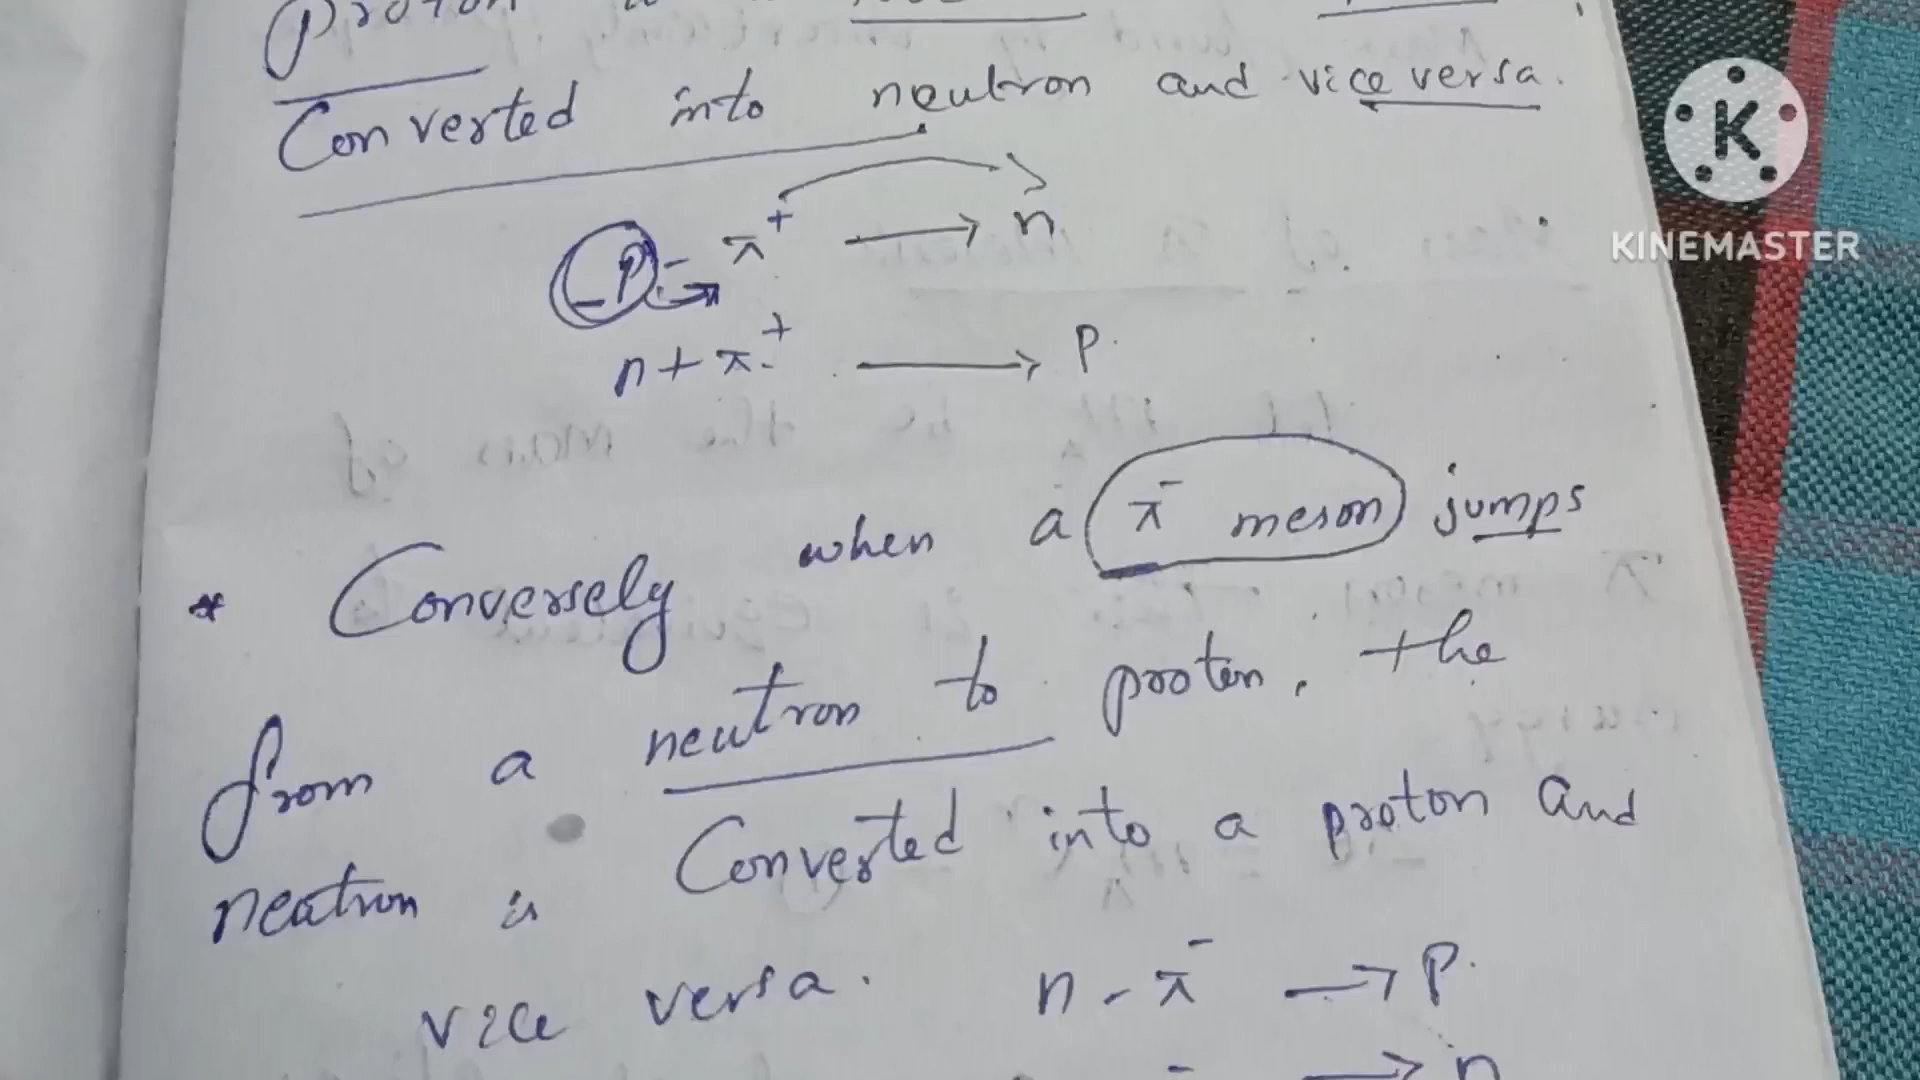 Proton
Converted into neutron and vice versa.
P - π⁺ → n
n + π⁺ → P.
* Conversely when a π⁻ meson jumps
from a neutron to proton, the
neutron is Converted into a proton and
vice versa. n - π⁻ → P.
⁻ → n
K
KINEMASTER